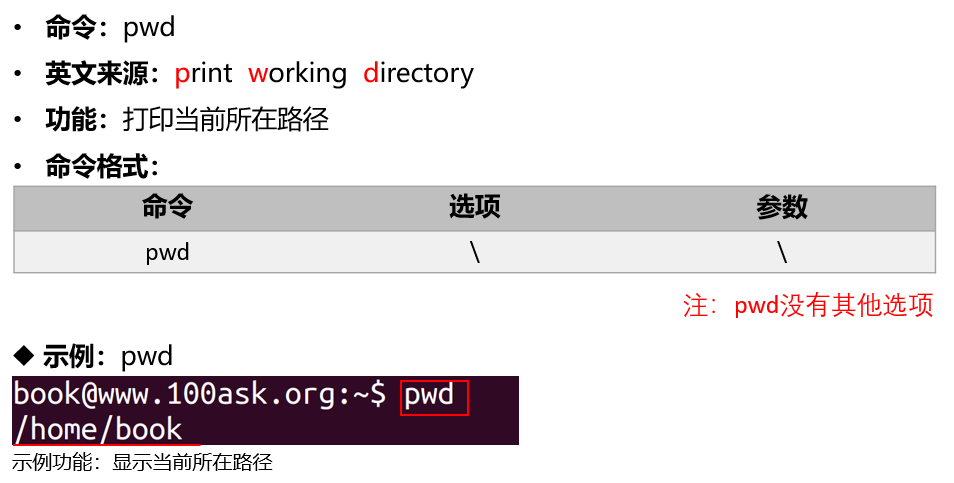 • 命令：pwd
• 英文来源：print working directory
• 功能：打印当前所在路径
• 命令格式：
命令 选项 参数
pwd \ \
注：pwd没有其他选项
◆ 示例：pwd
book@www.100ask.org:~$ pwd
/home/book
示例功能：显示当前所在路径